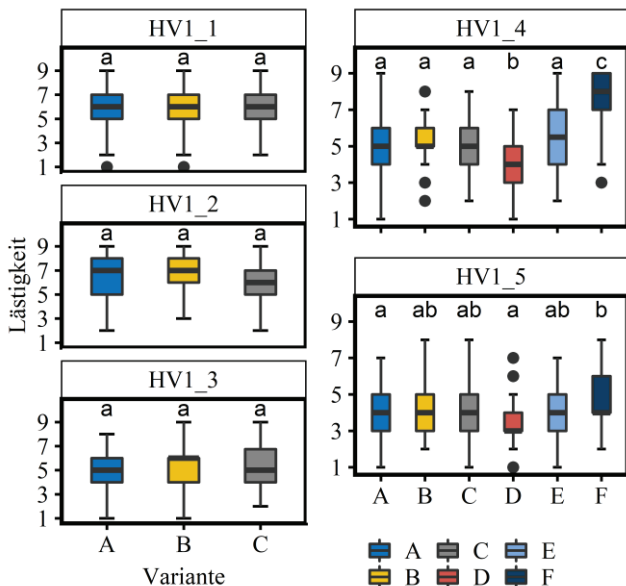 HV1_1
a a a
9
7
5
3
1
HV1_2
a a a
9
7
5
3
1
HV1_3
a a a
9
7
5
3
1
A B C
Variante
Lästigkeit
HV1_4
a a a b a c
9
7
5
3
1
HV1_5
a ab ab a ab b
9
7
5
3
1
A B C D E F
A C E
B D F